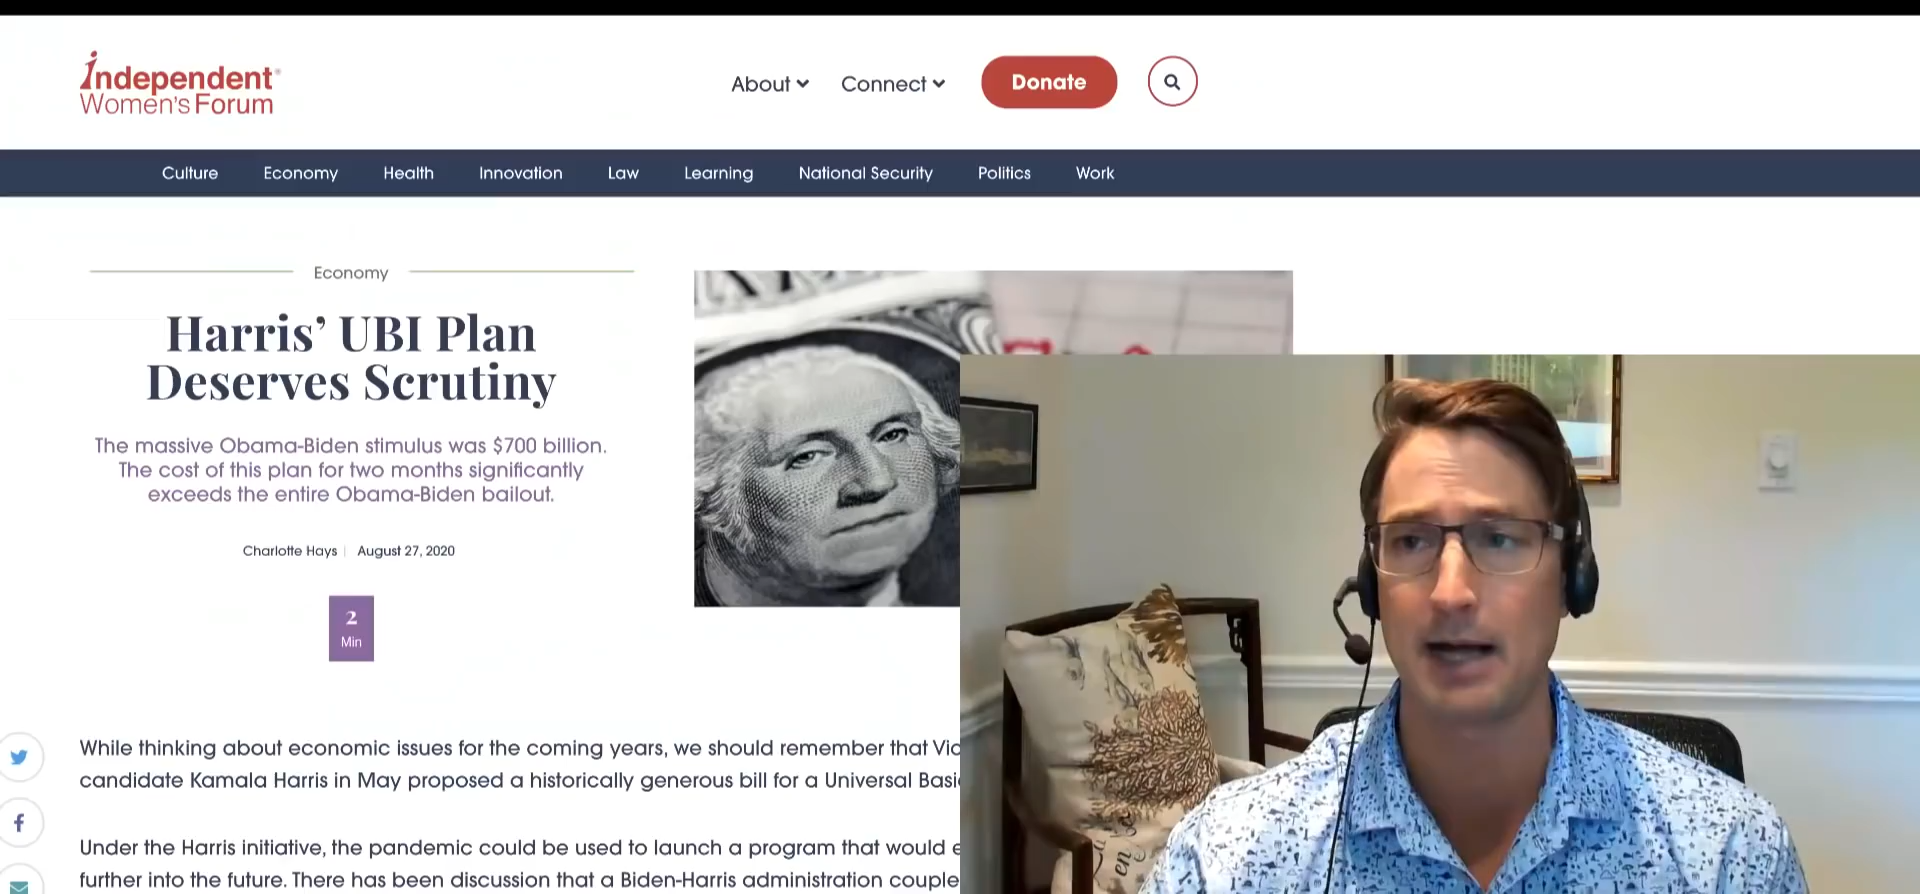 independent
Women's Forum
About
Connect
Donate
Culture Economy Health Innovation Law Learning National Security Politics Work
Economy
Harris' UBI Plan
Deserves Scrutiny
The massive Obama-Biden stimulus was $700 billion.
The cost of this plan for two months significantly
exceeds the entire Obama-Biden bailout.
Charlotte Hays | August 27, 2020
2
Min
While thinking about economic issues for the coming years, we should remember that
candidate Kamala Harris in May proposed a historically generous bill for a Universal
Under the Harris initiative, the pandemic could be used to launch a program that would
further into the future. There has been discussion that a Biden-Harris administration
en